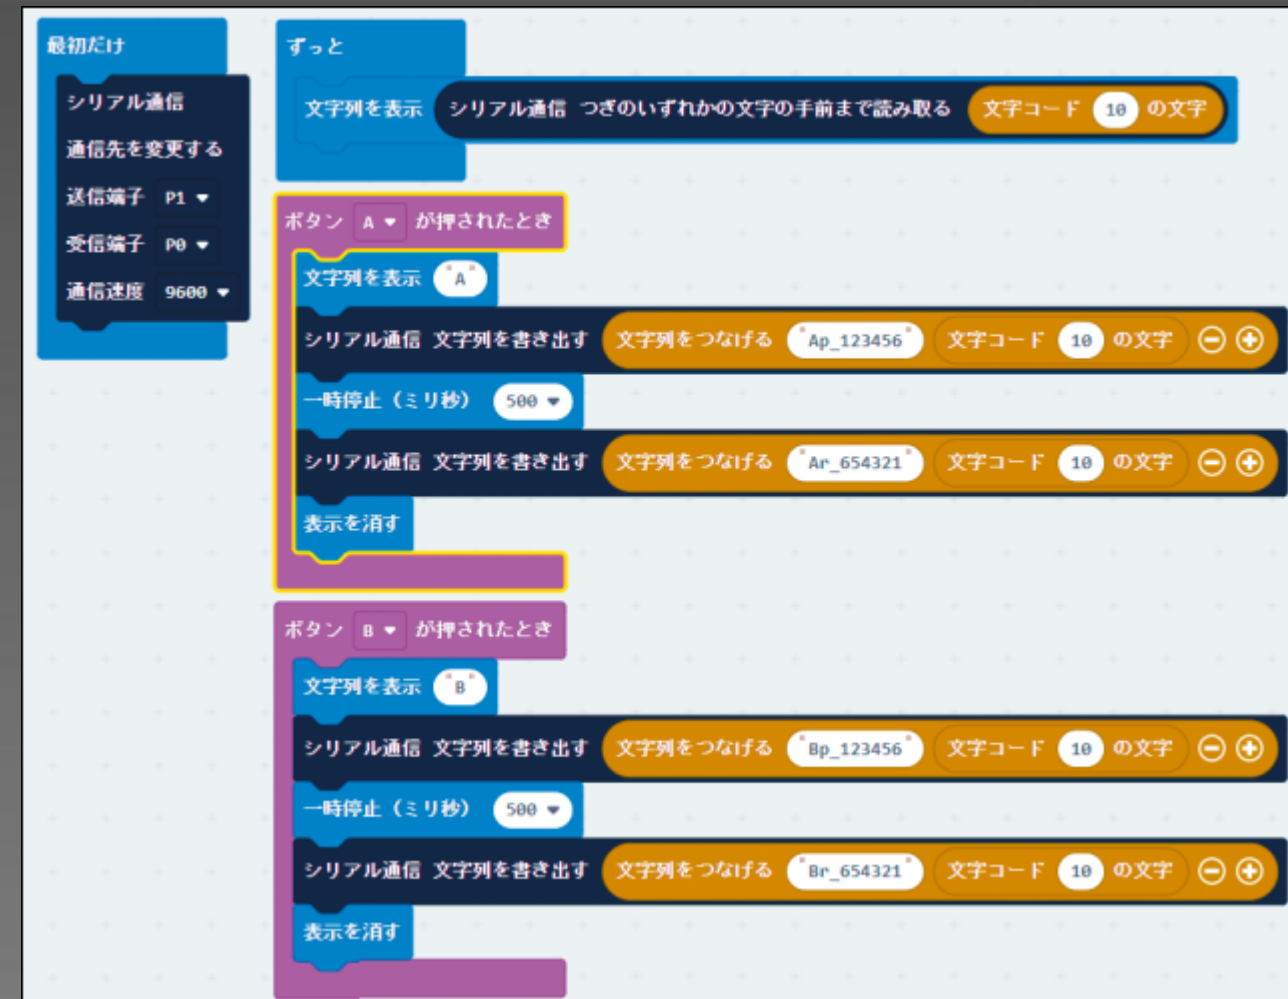 最初だけ
シリアル通信
通信先を変更する
送信端子 P1
受信端子 P0
通信速度 9600
ずっと
文字列を表示 シリアル通信 つぎのいずれかの文字の手前まで読み取る 文字コード 10 の文字
ボタン A が押されたとき
文字列を表示 "A"
シリアル通信 文字列を書き出す 文字列をつなげる "Ap_123456" 文字コード 10 の文字
一時停止（ミリ秒） 500
シリアル通信 文字列を書き出す 文字列をつなげる "Ar_654321" 文字コード 10 の文字
表示を消す
ボタン B が押されたとき
文字列を表示 "B"
シリアル通信 文字列を書き出す 文字列をつなげる "Bp_123456" 文字コード 10 の文字
一時停止（ミリ秒） 500
シリアル通信 文字列を書き出す 文字列をつなげる "Br_654321" 文字コード 10 の文字
表示を消す